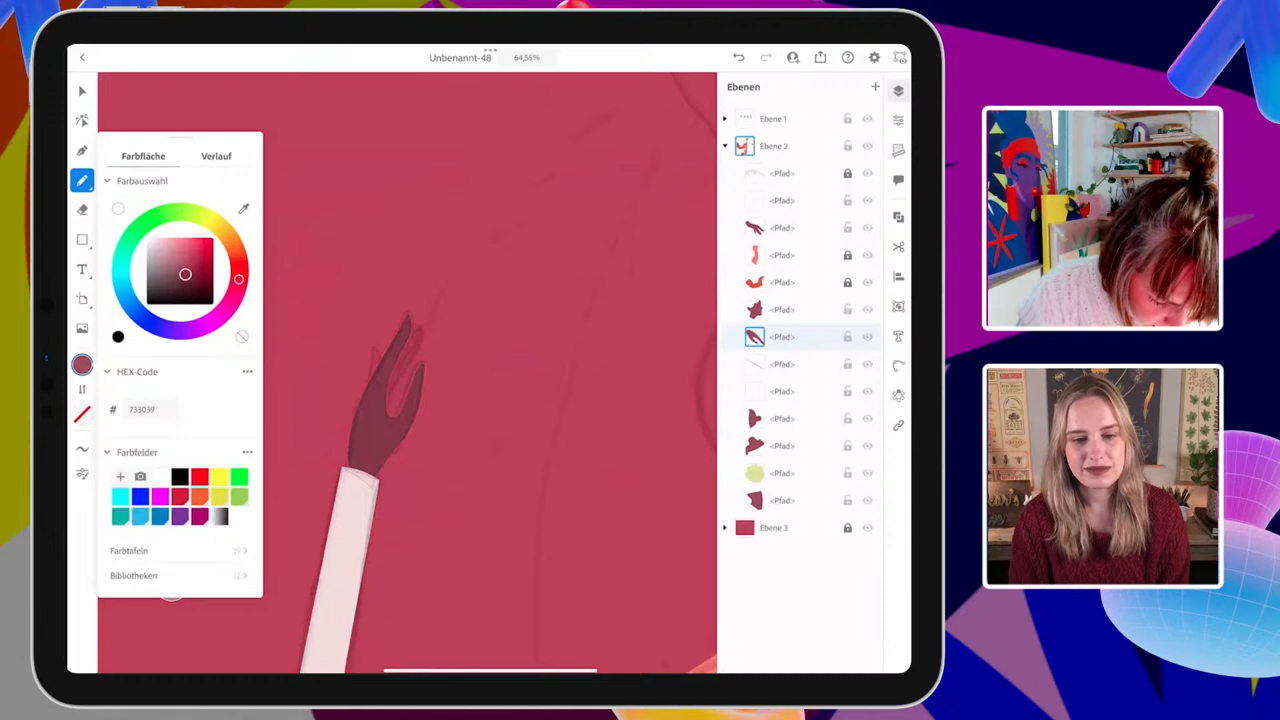 Unbenannt-48
64,55%
Ebenen
Ebene 1
Ebene 2
<Pfad>
<Pfad>
<Pfad>
<Pfad>
<Pfad>
<Pfad>
<Pfad>
<Pfad>
<Pfad>
<Pfad>
<Pfad>
<Pfad>
<Pfad>
Ebene 3
Farbfläche
Verlauf
Farbauswahl
HEX-Code
# 733039
Farbfelder
Farbtafeln
Bibliotheken